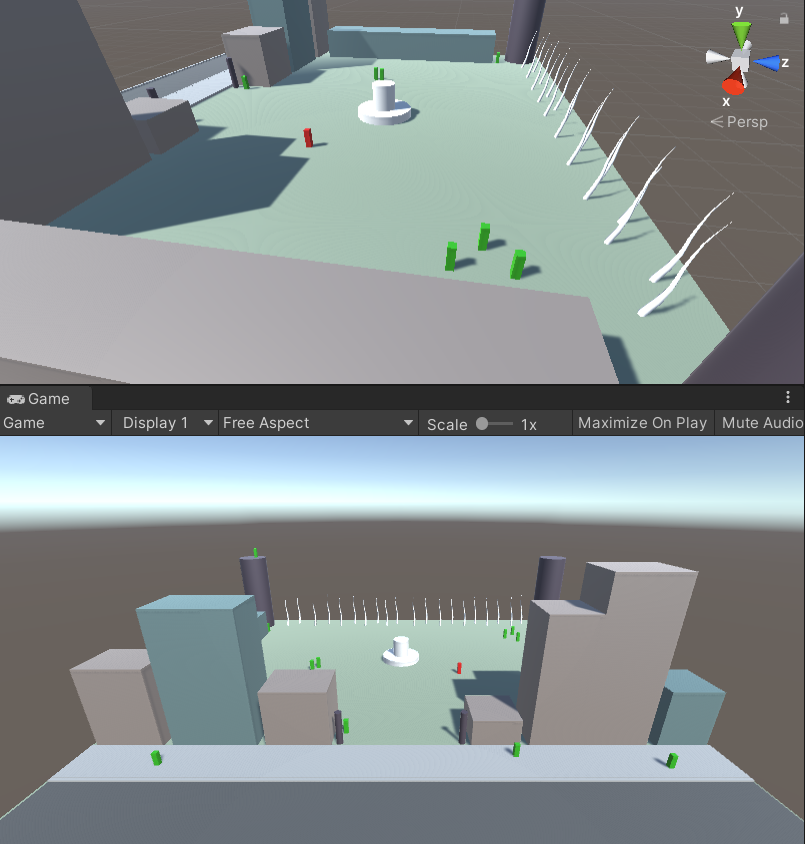 y
z
x
Persp
Game
Game
Display 1
Free Aspect
Scale
1x
Maximize On Play
Mute Audio